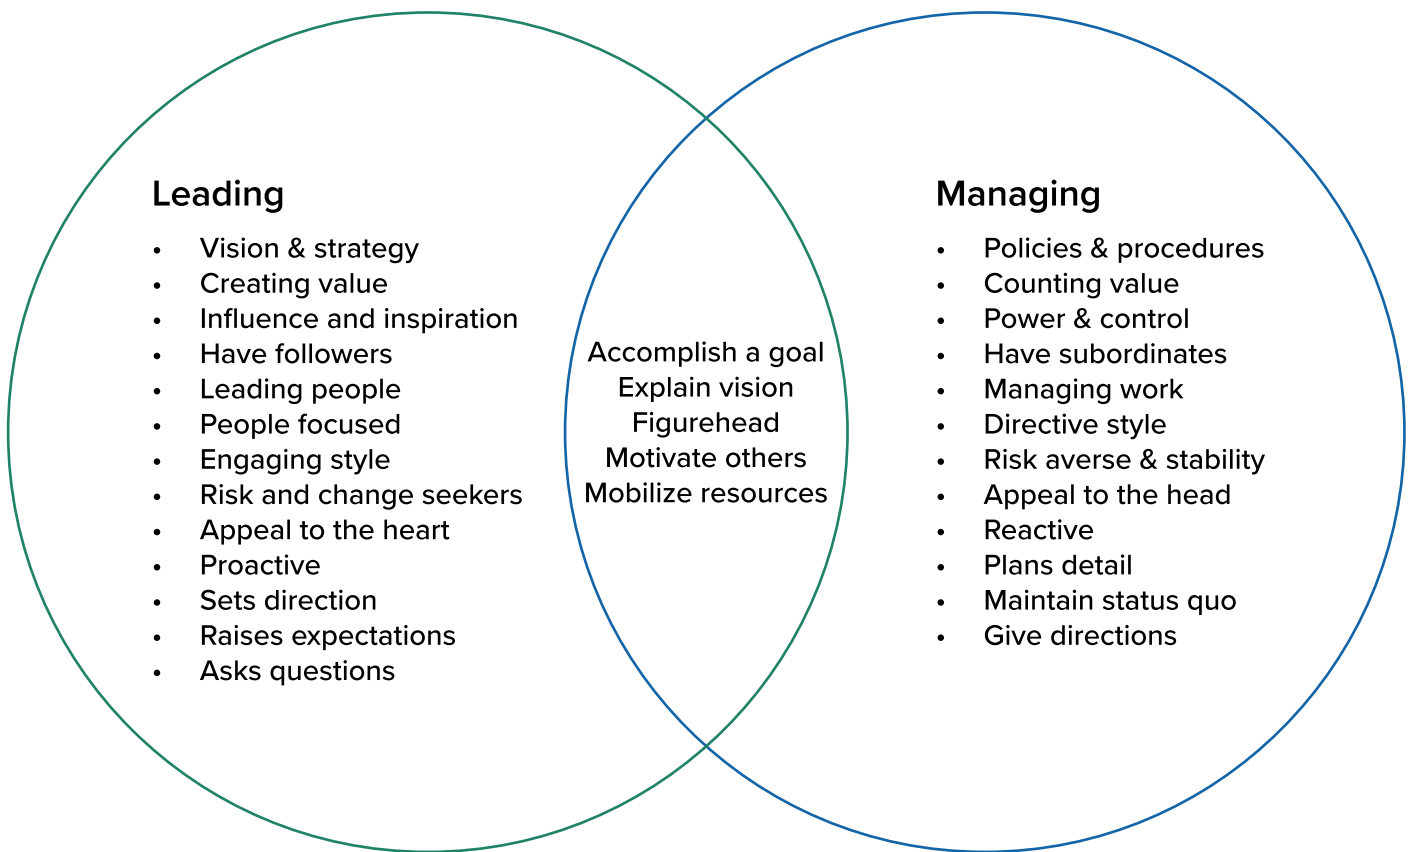 Leading
• Vision & strategy
• Creating value
• Influence and inspiration
• Have followers
• Leading people
• People focused
• Engaging style
• Risk and change seekers
• Appeal to the heart
• Proactive
• Sets direction
• Raises expectations
• Asks questions
Accomplish a goal
Explain vision
Figurehead
Motivate others
Mobilize resources
Managing
• Policies & procedures
• Counting value
• Power & control
• Have subordinates
• Managing work
• Directive style
• Risk averse & stability
• Appeal to the head
• Reactive
• Plans detail
• Maintain status quo
• Give directions